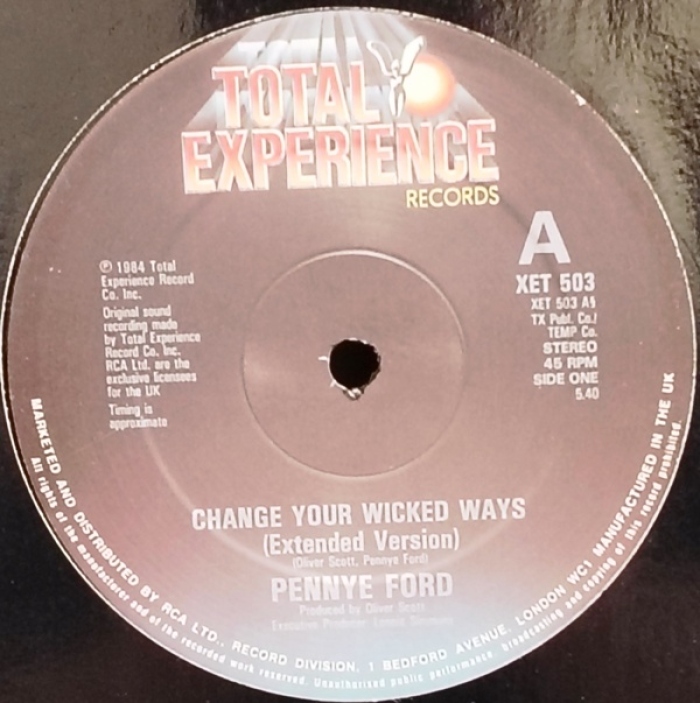 TOTAL
EXPERIENCE
RECORDS
A
XET 503
XET 503 A§
TX Publ. Co./
TEMP Co.
STEREO
45 RPM
SIDE ONE
5.40
℗ 1984 Total
Experience Record
Co. Inc.
Original sound
recording made
by Total Experience
Record Co. Inc.
RCA Ltd. are the
exclusive licensees
for the UK
Timing is
approximate
CHANGE YOUR WICKED WAYS
(Extended Version)
(Oliver Scott, Pennye Ford)
PENNYE FORD
Produced by Oliver Scott
Executive Producer: Lonnie Simmons
MARKETED AND DISTRIBUTED BY RCA LTD., RECORD DIVISION, 1 BEDFORD AVENUE, LONDON WC1 MANUFACTURED IN THE UK
All rights of the manufacturer and of the recorded work reserved. Unauthorised public performance, broadcasting and copying of this record prohibited.